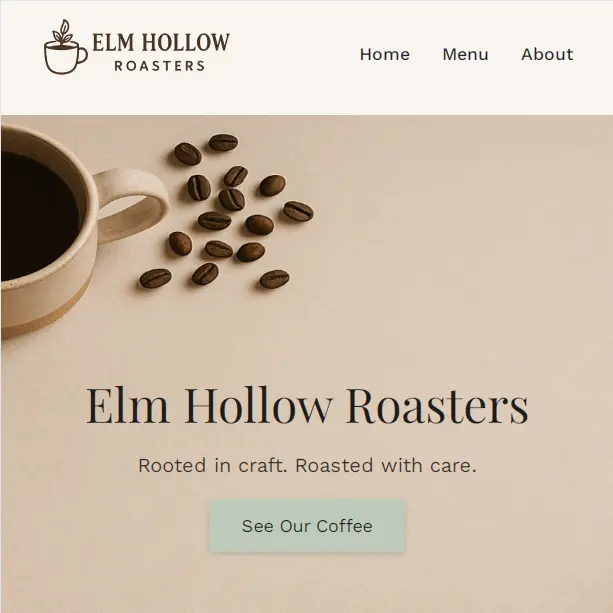 ELM HOLLOW
ROASTERS
Home Menu About
Elm Hollow Roasters
Rooted in craft. Roasted with care.
See Our Coffee